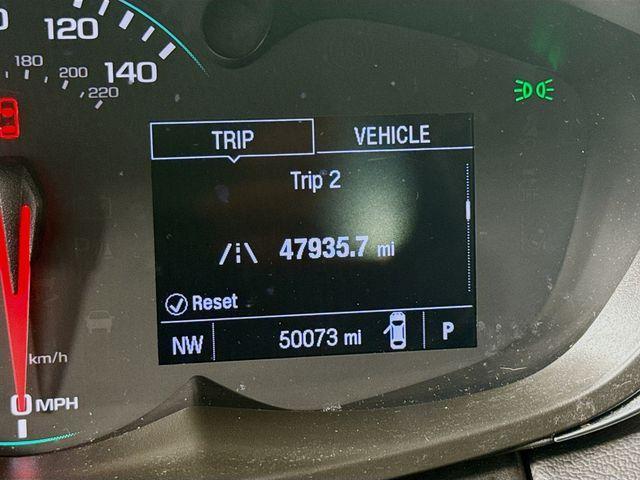 120
140
180
200
220
TRIP VEHICLE
Trip 2
47935.7 mi
Reset
NW 50073 mi P
km/h
0 MPH